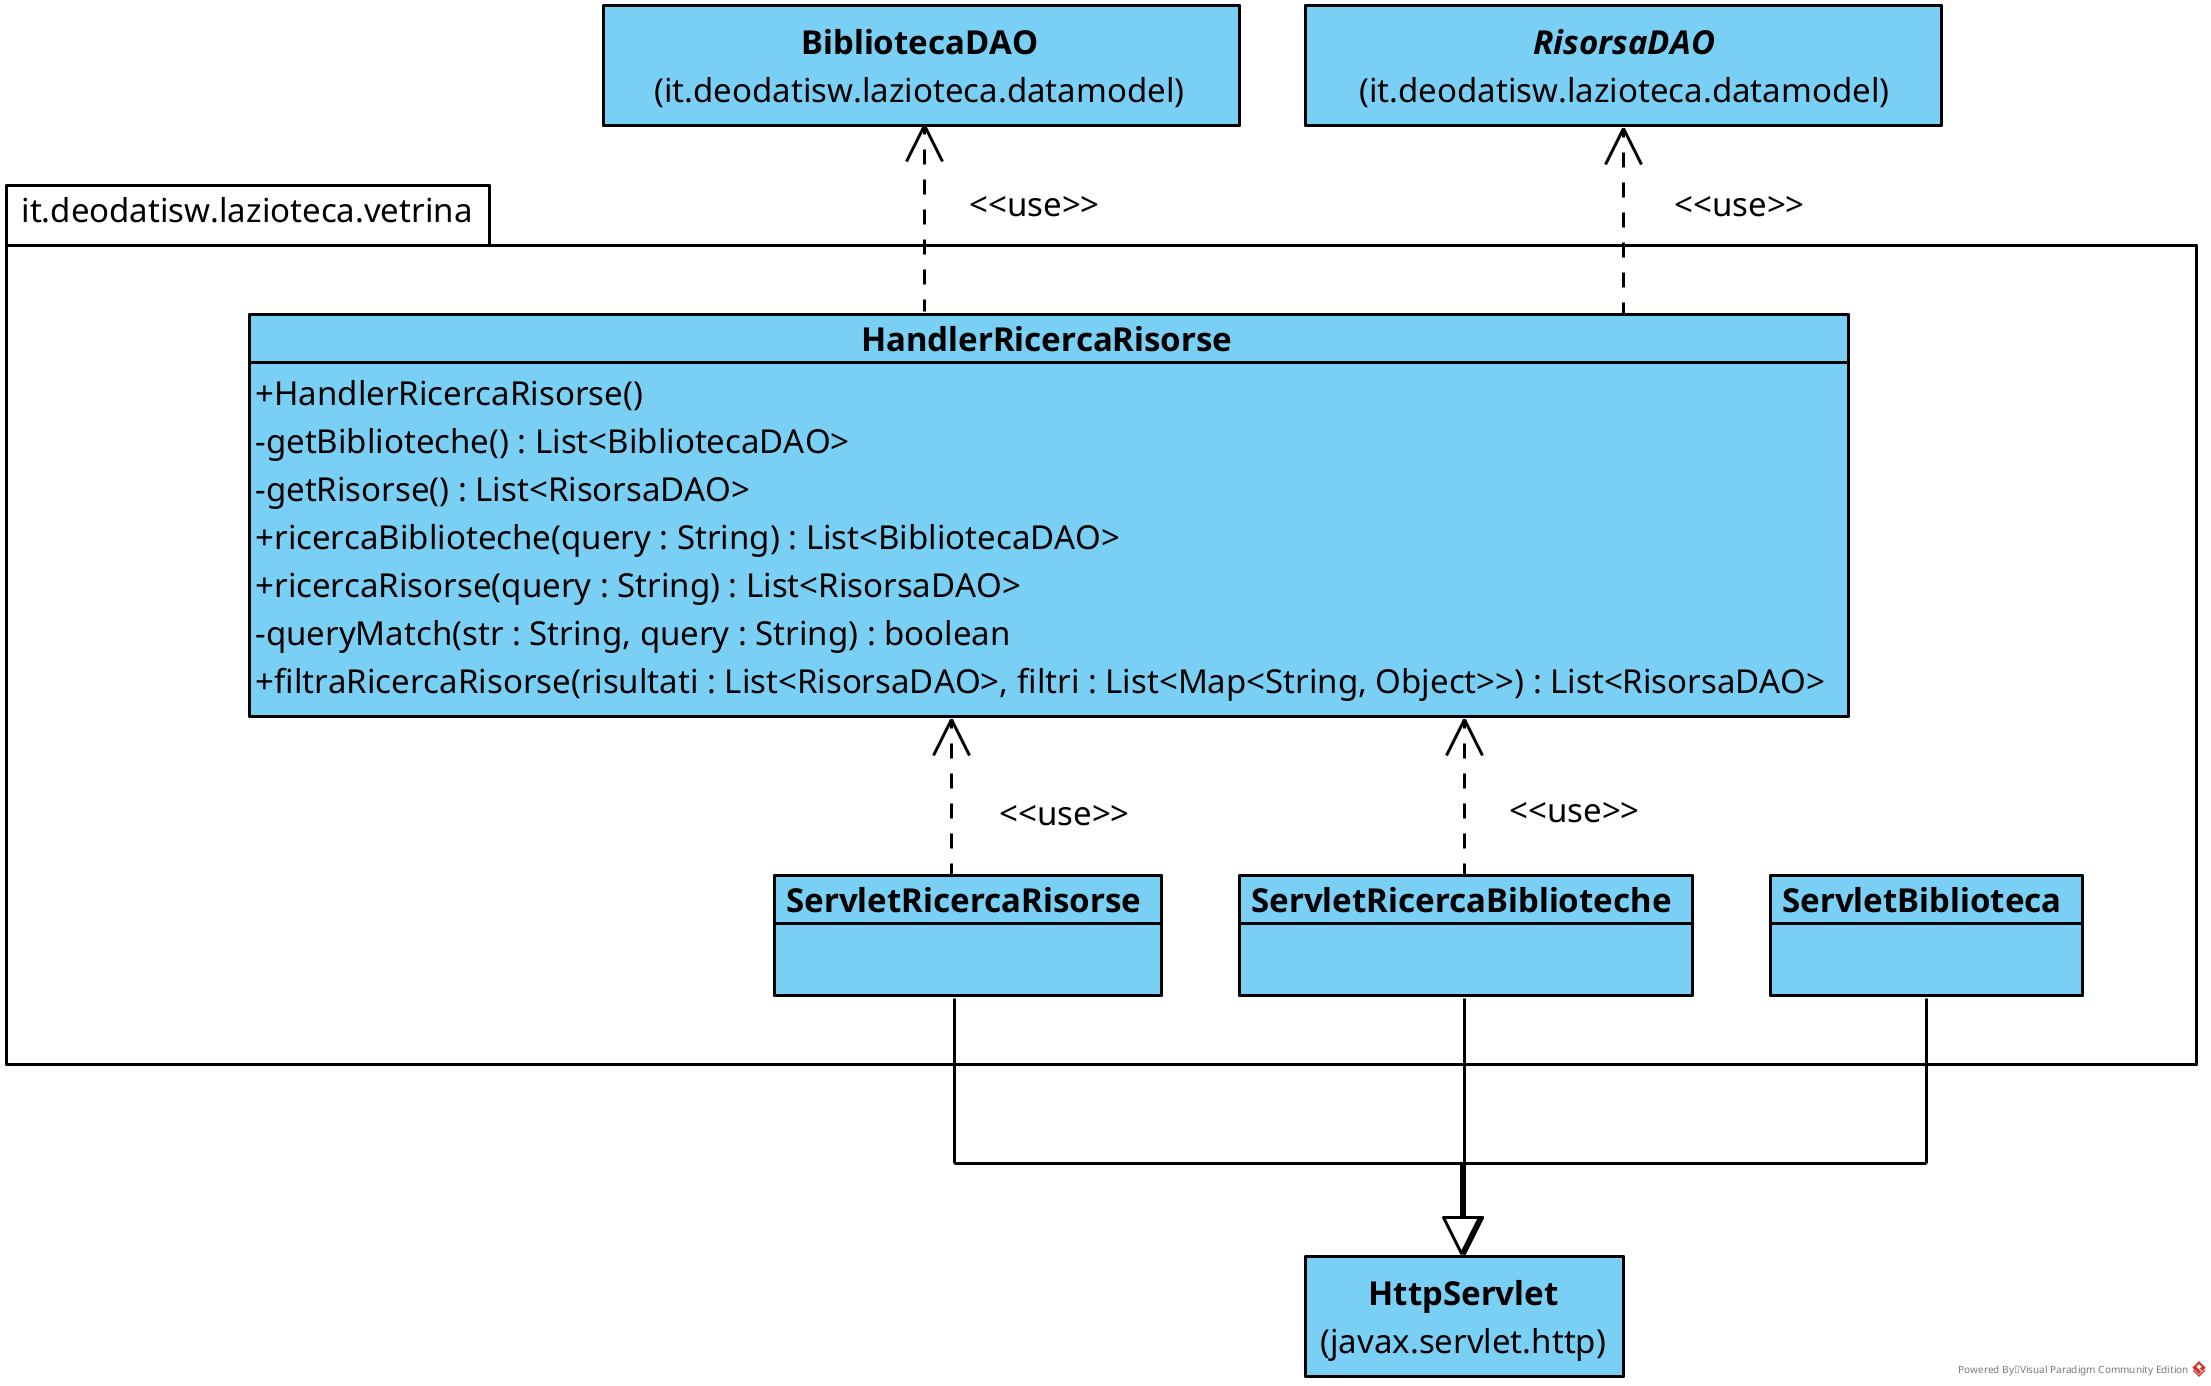 BibliotecaDAO
(it.deodatisw.lazioteca.datamodel)
RisorsaDAO
(it.deodatisw.lazioteca.datamodel)
<<use>>
<<use>>
it.deodatisw.lazioteca.vetrina
HandlerRicercaRisorse
+HandlerRicercaRisorse()
-getBiblioteche() : List<BibliotecaDAO>
-getRisorse() : List<RisorsaDAO>
+ricercaBiblioteche(query : String) : List<BibliotecaDAO>
+ricercaRisorse(query : String) : List<RisorsaDAO>
-queryMatch(str : String, query : String) : boolean
+filtraRicercaRisorse(risultati : List<RisorsaDAO>, filtri : List<Map<String, Object>>) : List<RisorsaDAO>
<<use>>
<<use>>
ServletRicercaRisorse
ServletRicercaBiblioteche
ServletBiblioteca
HttpServlet
(javax.servlet.http)
Powered By Visual Paradigm Community Edition